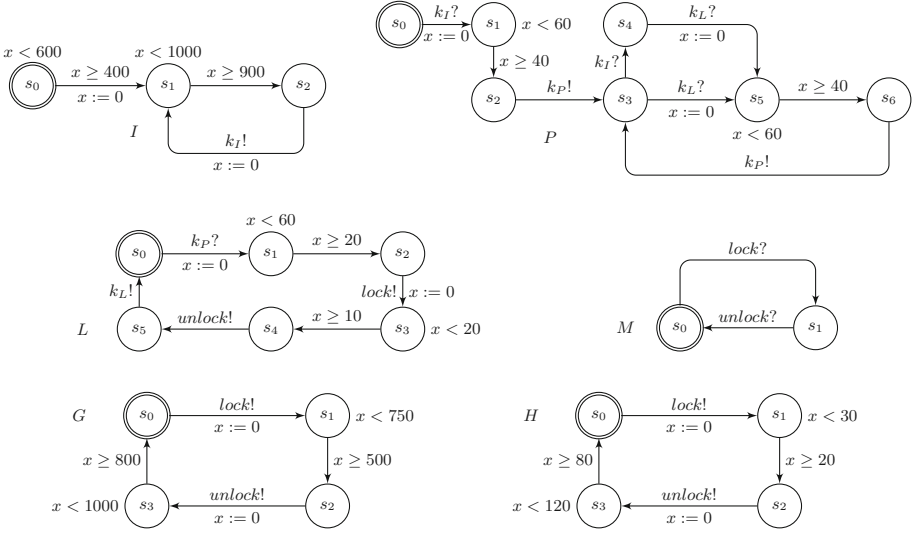 x < 600
s0
x ≥ 400
x := 0
x < 1000
s1
x ≥ 900
s2
kI!
x := 0
I
s0
kI?
x := 0
s1
x < 60
x ≥ 40
s2
kP!
s3
kI?
s4
kL?
x := 0
kL?
x := 0
s5
x < 60
x ≥ 40
s6
kP!
P
s0
kP?
x := 0
x < 60
s1
x ≥ 20
s2
lock!
x := 0
s3
x < 20
x ≥ 10
s4
unlock!
s5
kL!
L
lock?
M
s0
unlock?
s1
G
s0
lock!
x := 0
s1
x < 750
x ≥ 500
s2
unlock!
x := 0
s3
x < 1000
x ≥ 800
H
s0
lock!
x := 0
s1
x < 30
x ≥ 20
s2
unlock!
x := 0
s3
x < 120
x ≥ 80